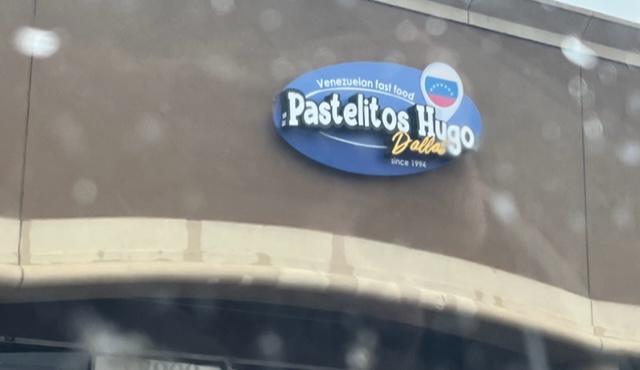 Venezuelan fast food
Pastelitos Hugo
Dallas
since 1994